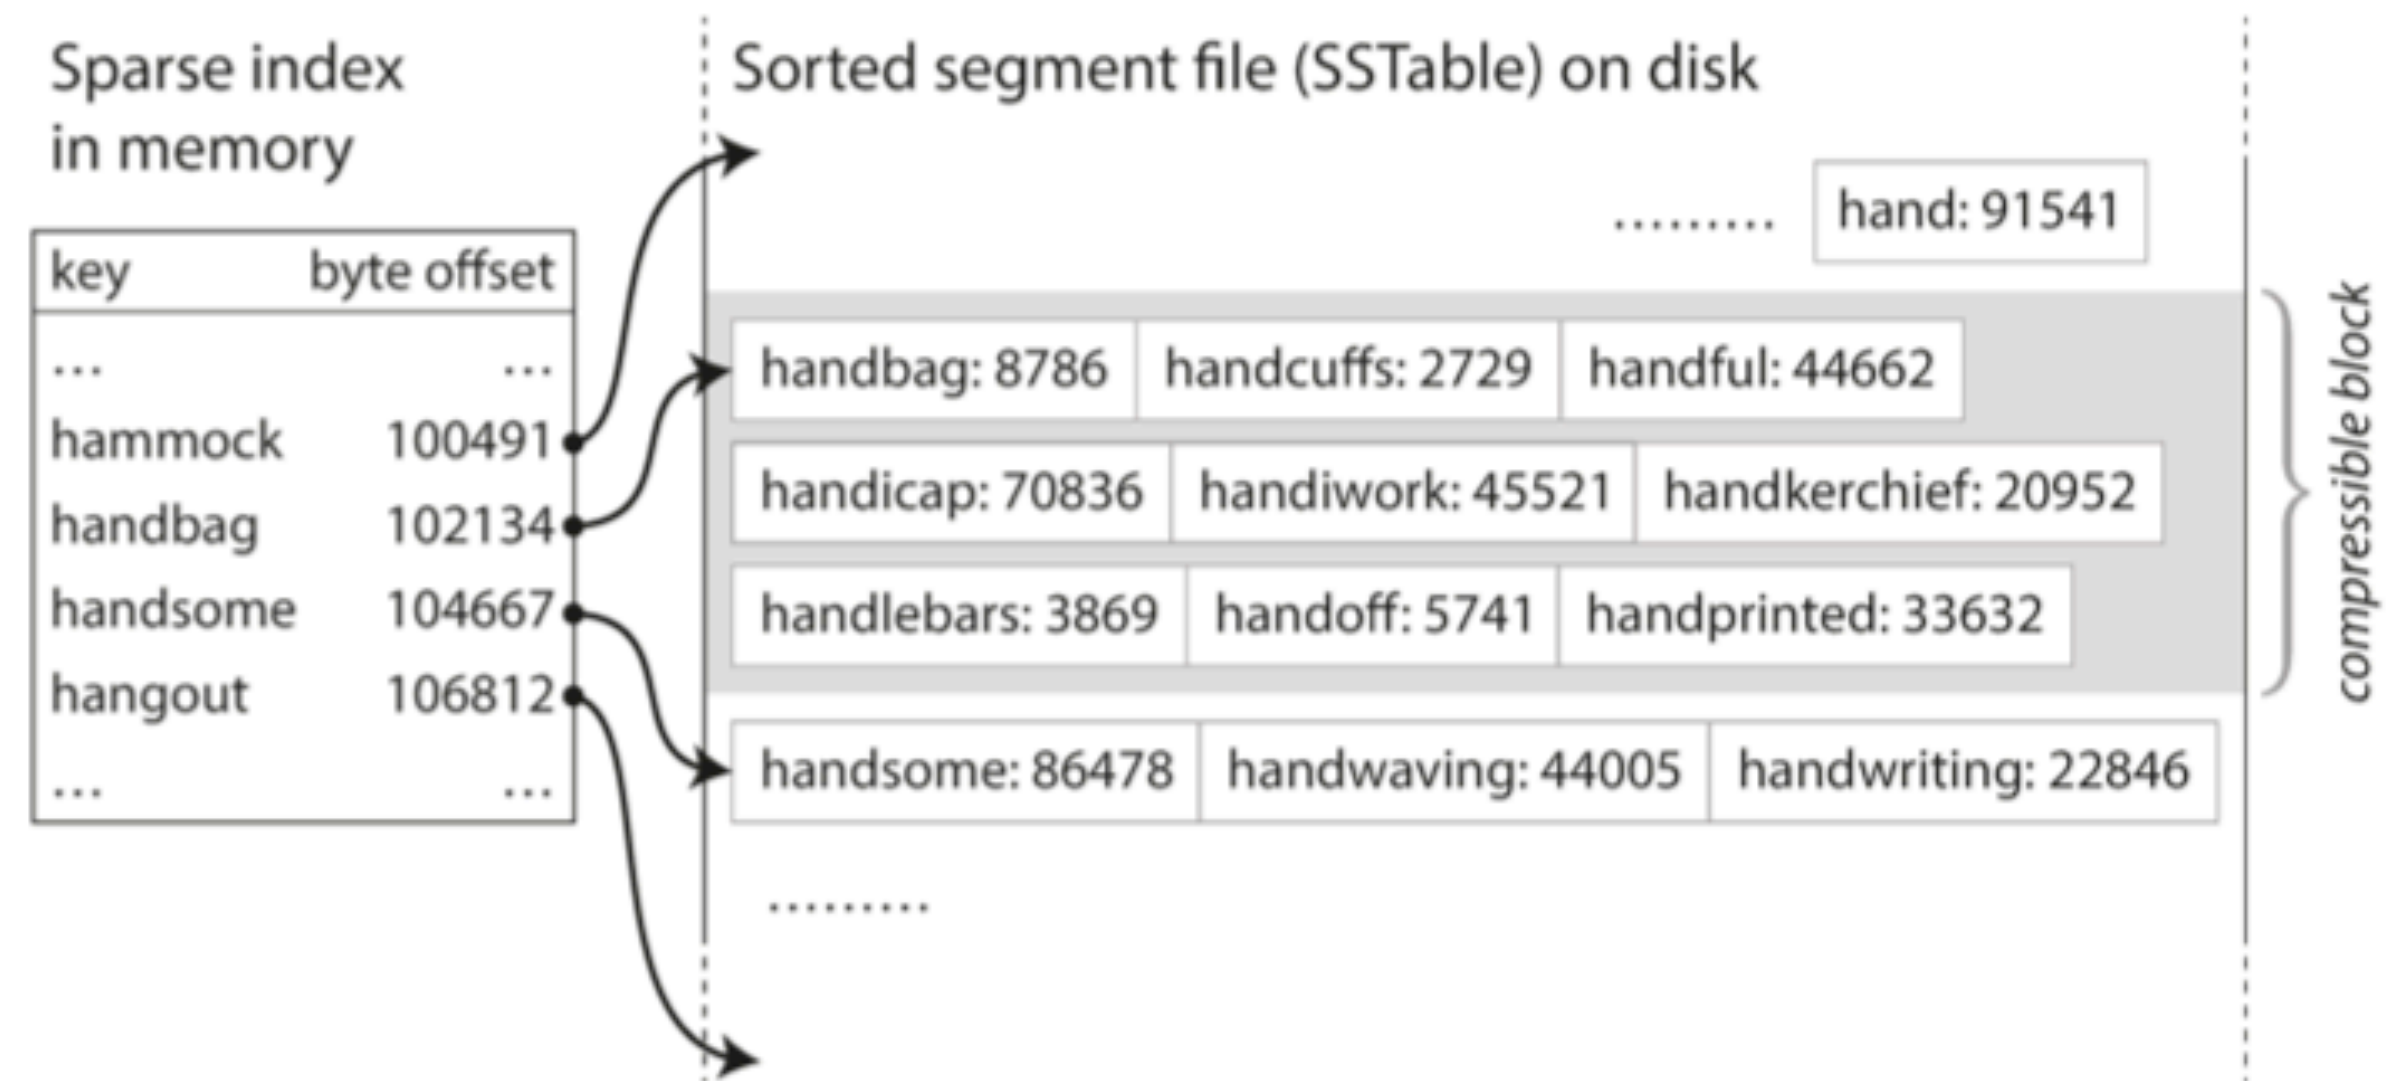 Sparse index
in memory
key byte offset
... ...
hammock 100491
handbag 102134
handsome 104667
hangout 106812
... ...
Sorted segment file (SSTable) on disk
......... hand: 91541
handbag: 8786 handcuffs: 2729 handful: 44662
handicap: 70836 handiwork: 45521 handkerchief: 20952
handlebars: 3869 handoff: 5741 handprinted: 33632
handsome: 86478 handwaving: 44005 handwriting: 22846
.........
compressible block